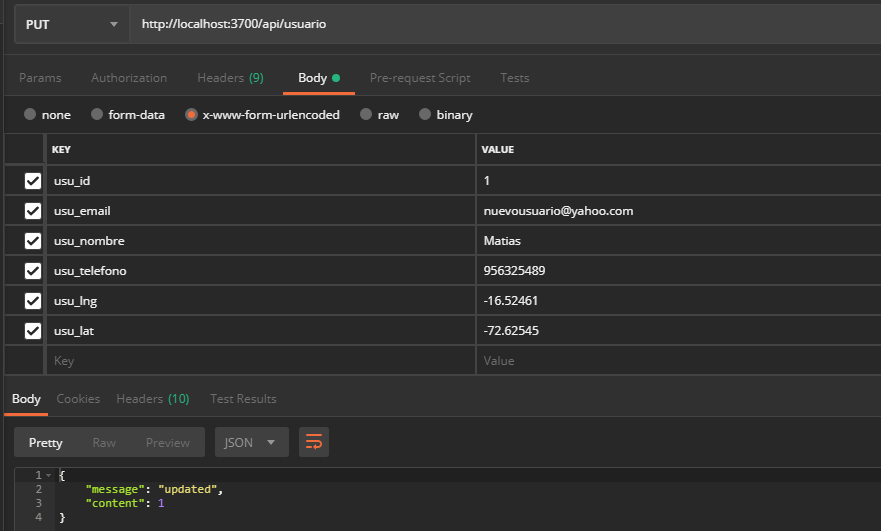 PUT http://localhost:3700/api/usuario
Params Authorization Headers (9) Body Pre-request Script Tests
none form-data x-www-form-urlencoded raw binary
KEY VALUE
usu_id 1
usu_email nuevousuario@yahoo.com
usu_nombre Matias
usu_telefono 956325489
usu_lng -16.52461
usu_lat -72.62545
Key Value
Body Cookies Headers (10) Test Results
Pretty Raw Preview JSON
1 {
2 "message": "updated",
3 "content": 1
4 }